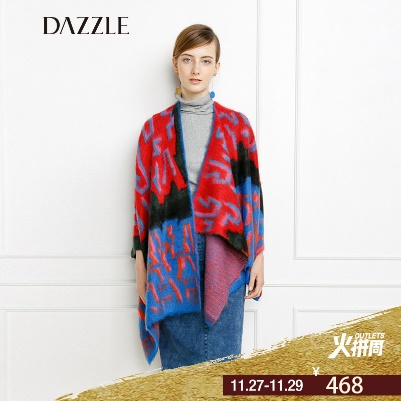 DAZZLE
OUTLETS
火拼周
11.27-11.29
¥ 468